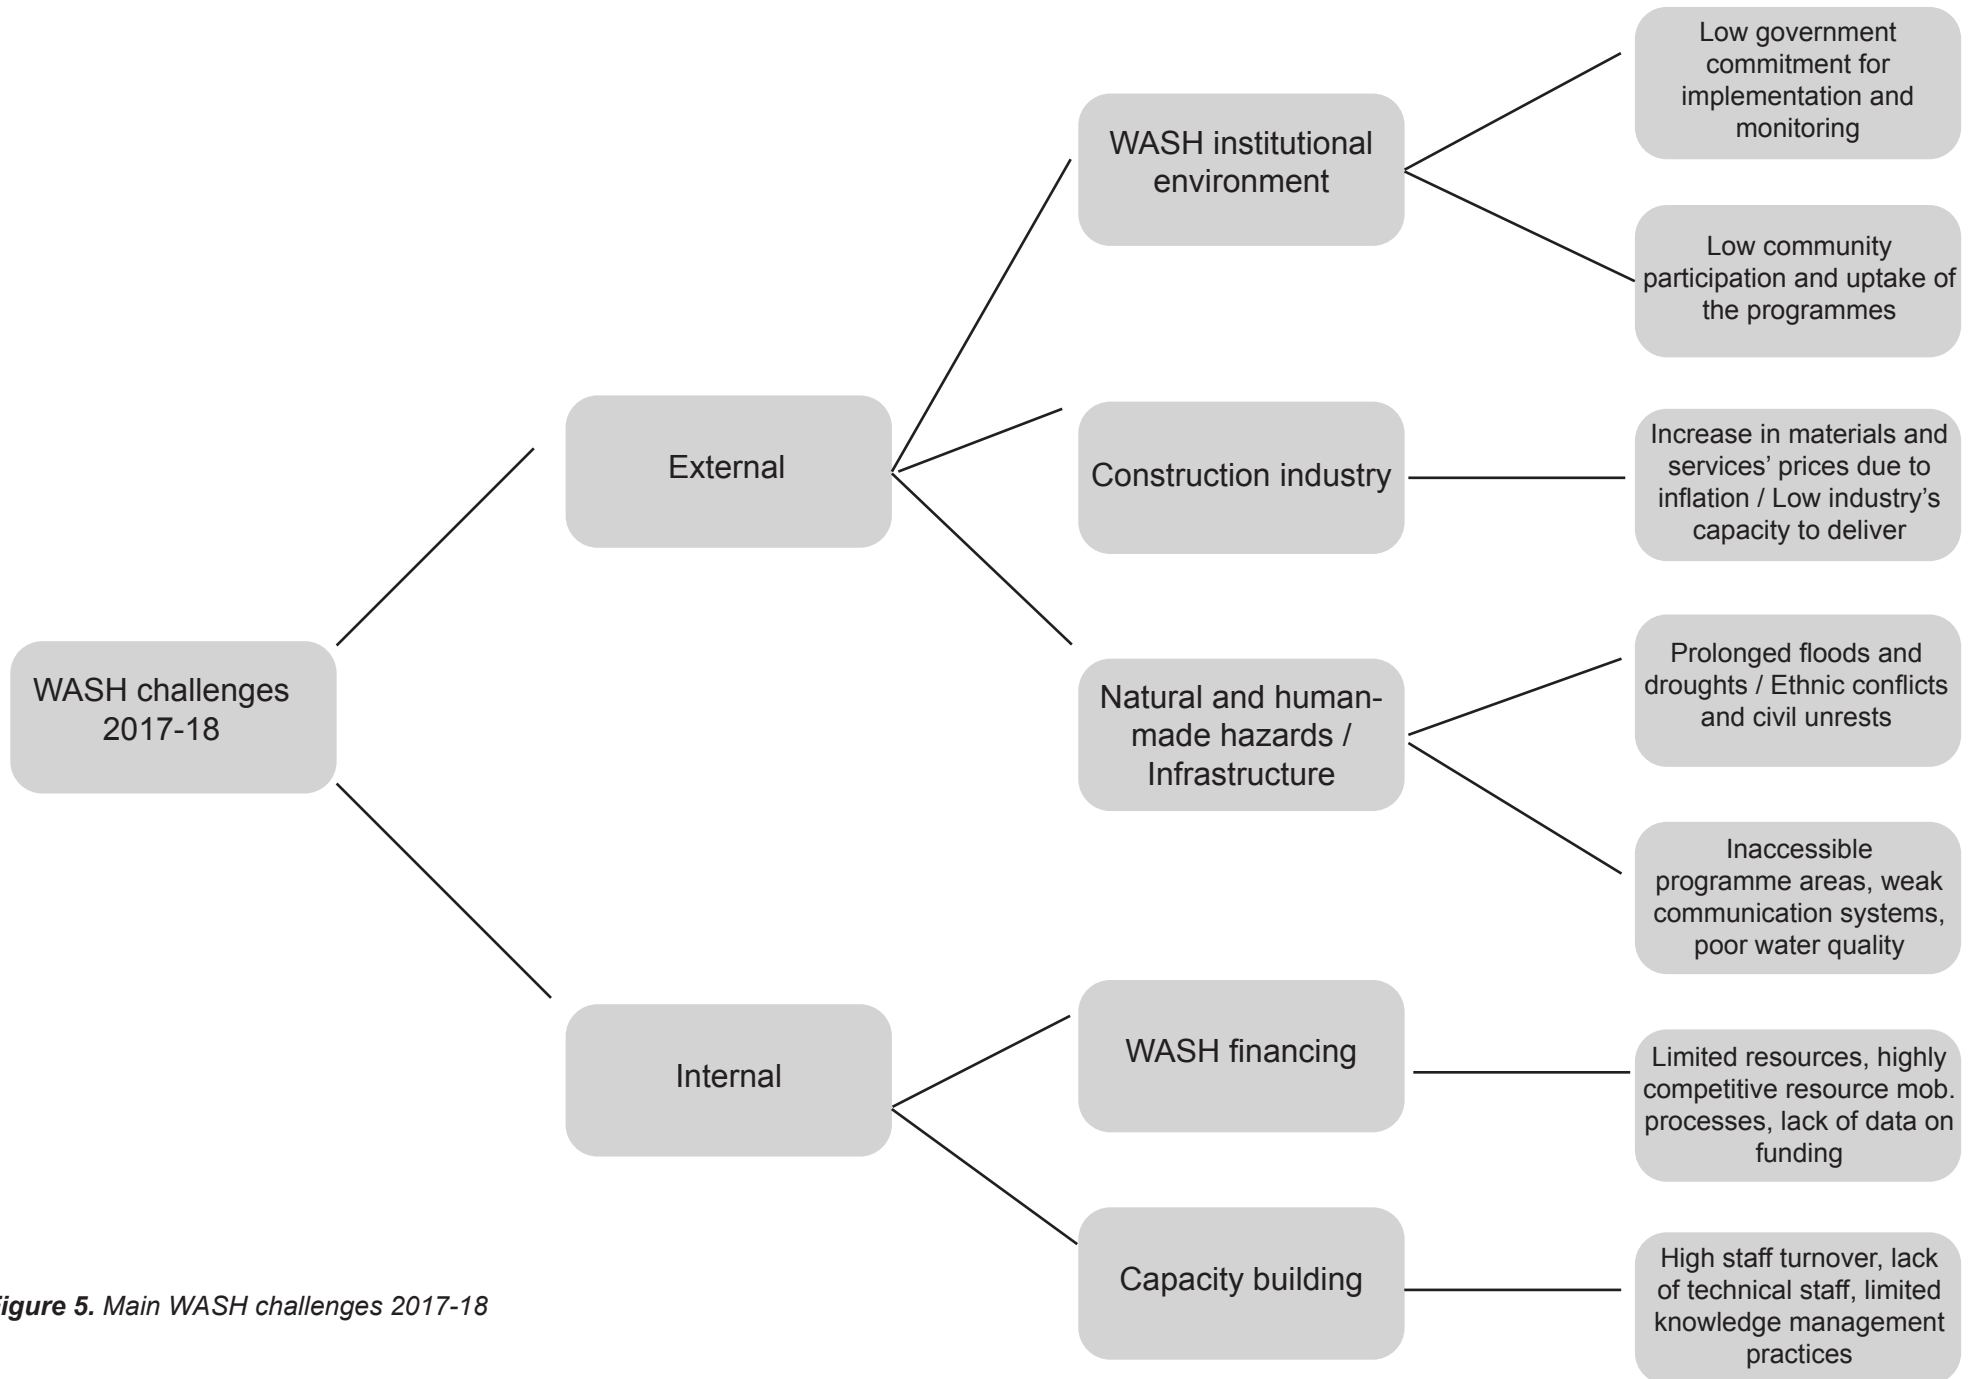 WASH challenges
2017-18
External
WASH institutional
environment
Low government
commitment for
implementation and
monitoring
Low community
participation and uptake of
the programmes
Construction industry
Increase in materials and
services’ prices due to
inflation / Low industry’s
capacity to deliver
Natural and human-
made hazards /
Infrastructure
Prolonged floods and
droughts / Ethnic conflicts
and civil unrests
Inaccessible
programme areas, weak
communication systems,
poor water quality
Internal
WASH financing
Limited resources, highly
competitive resource mob.
processes, lack of data on
funding
Capacity building
High staff turnover, lack
of technical staff, limited
knowledge management
practices
igure 5. Main WASH challenges 2017-18